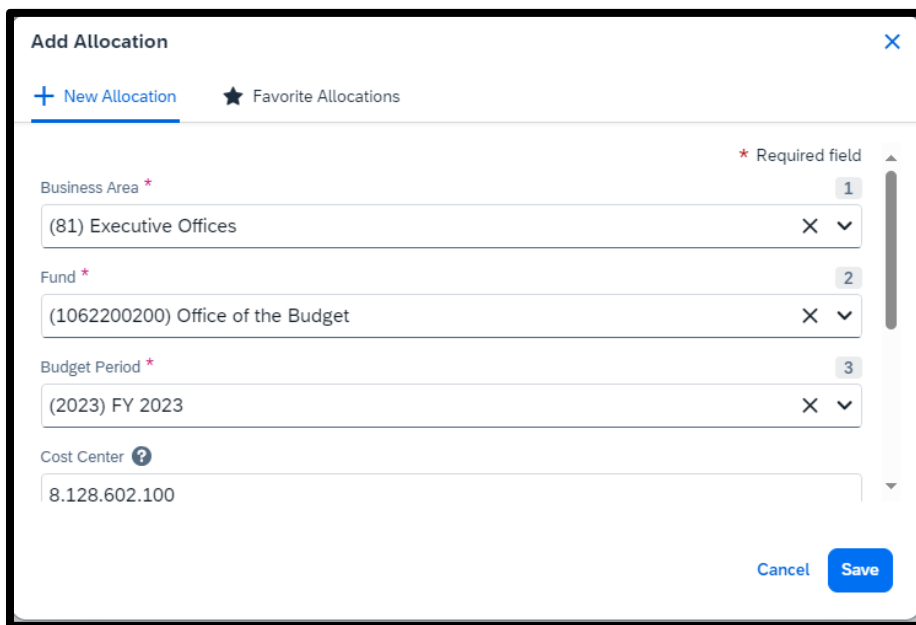 Add Allocation
New Allocation Favorite Allocations
* Required field
Business Area * 1
(81) Executive Offices
Fund * 2
(1062200200) Office of the Budget
Budget Period * 3
(2023) FY 2023
Cost Center ?
8.128.602.100
Cancel Save